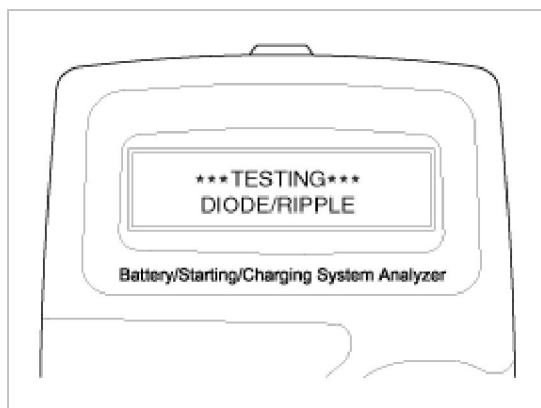 ***TESTING***
DIODE/RIPPLE
Battery/Starting/Charging System Analyzer